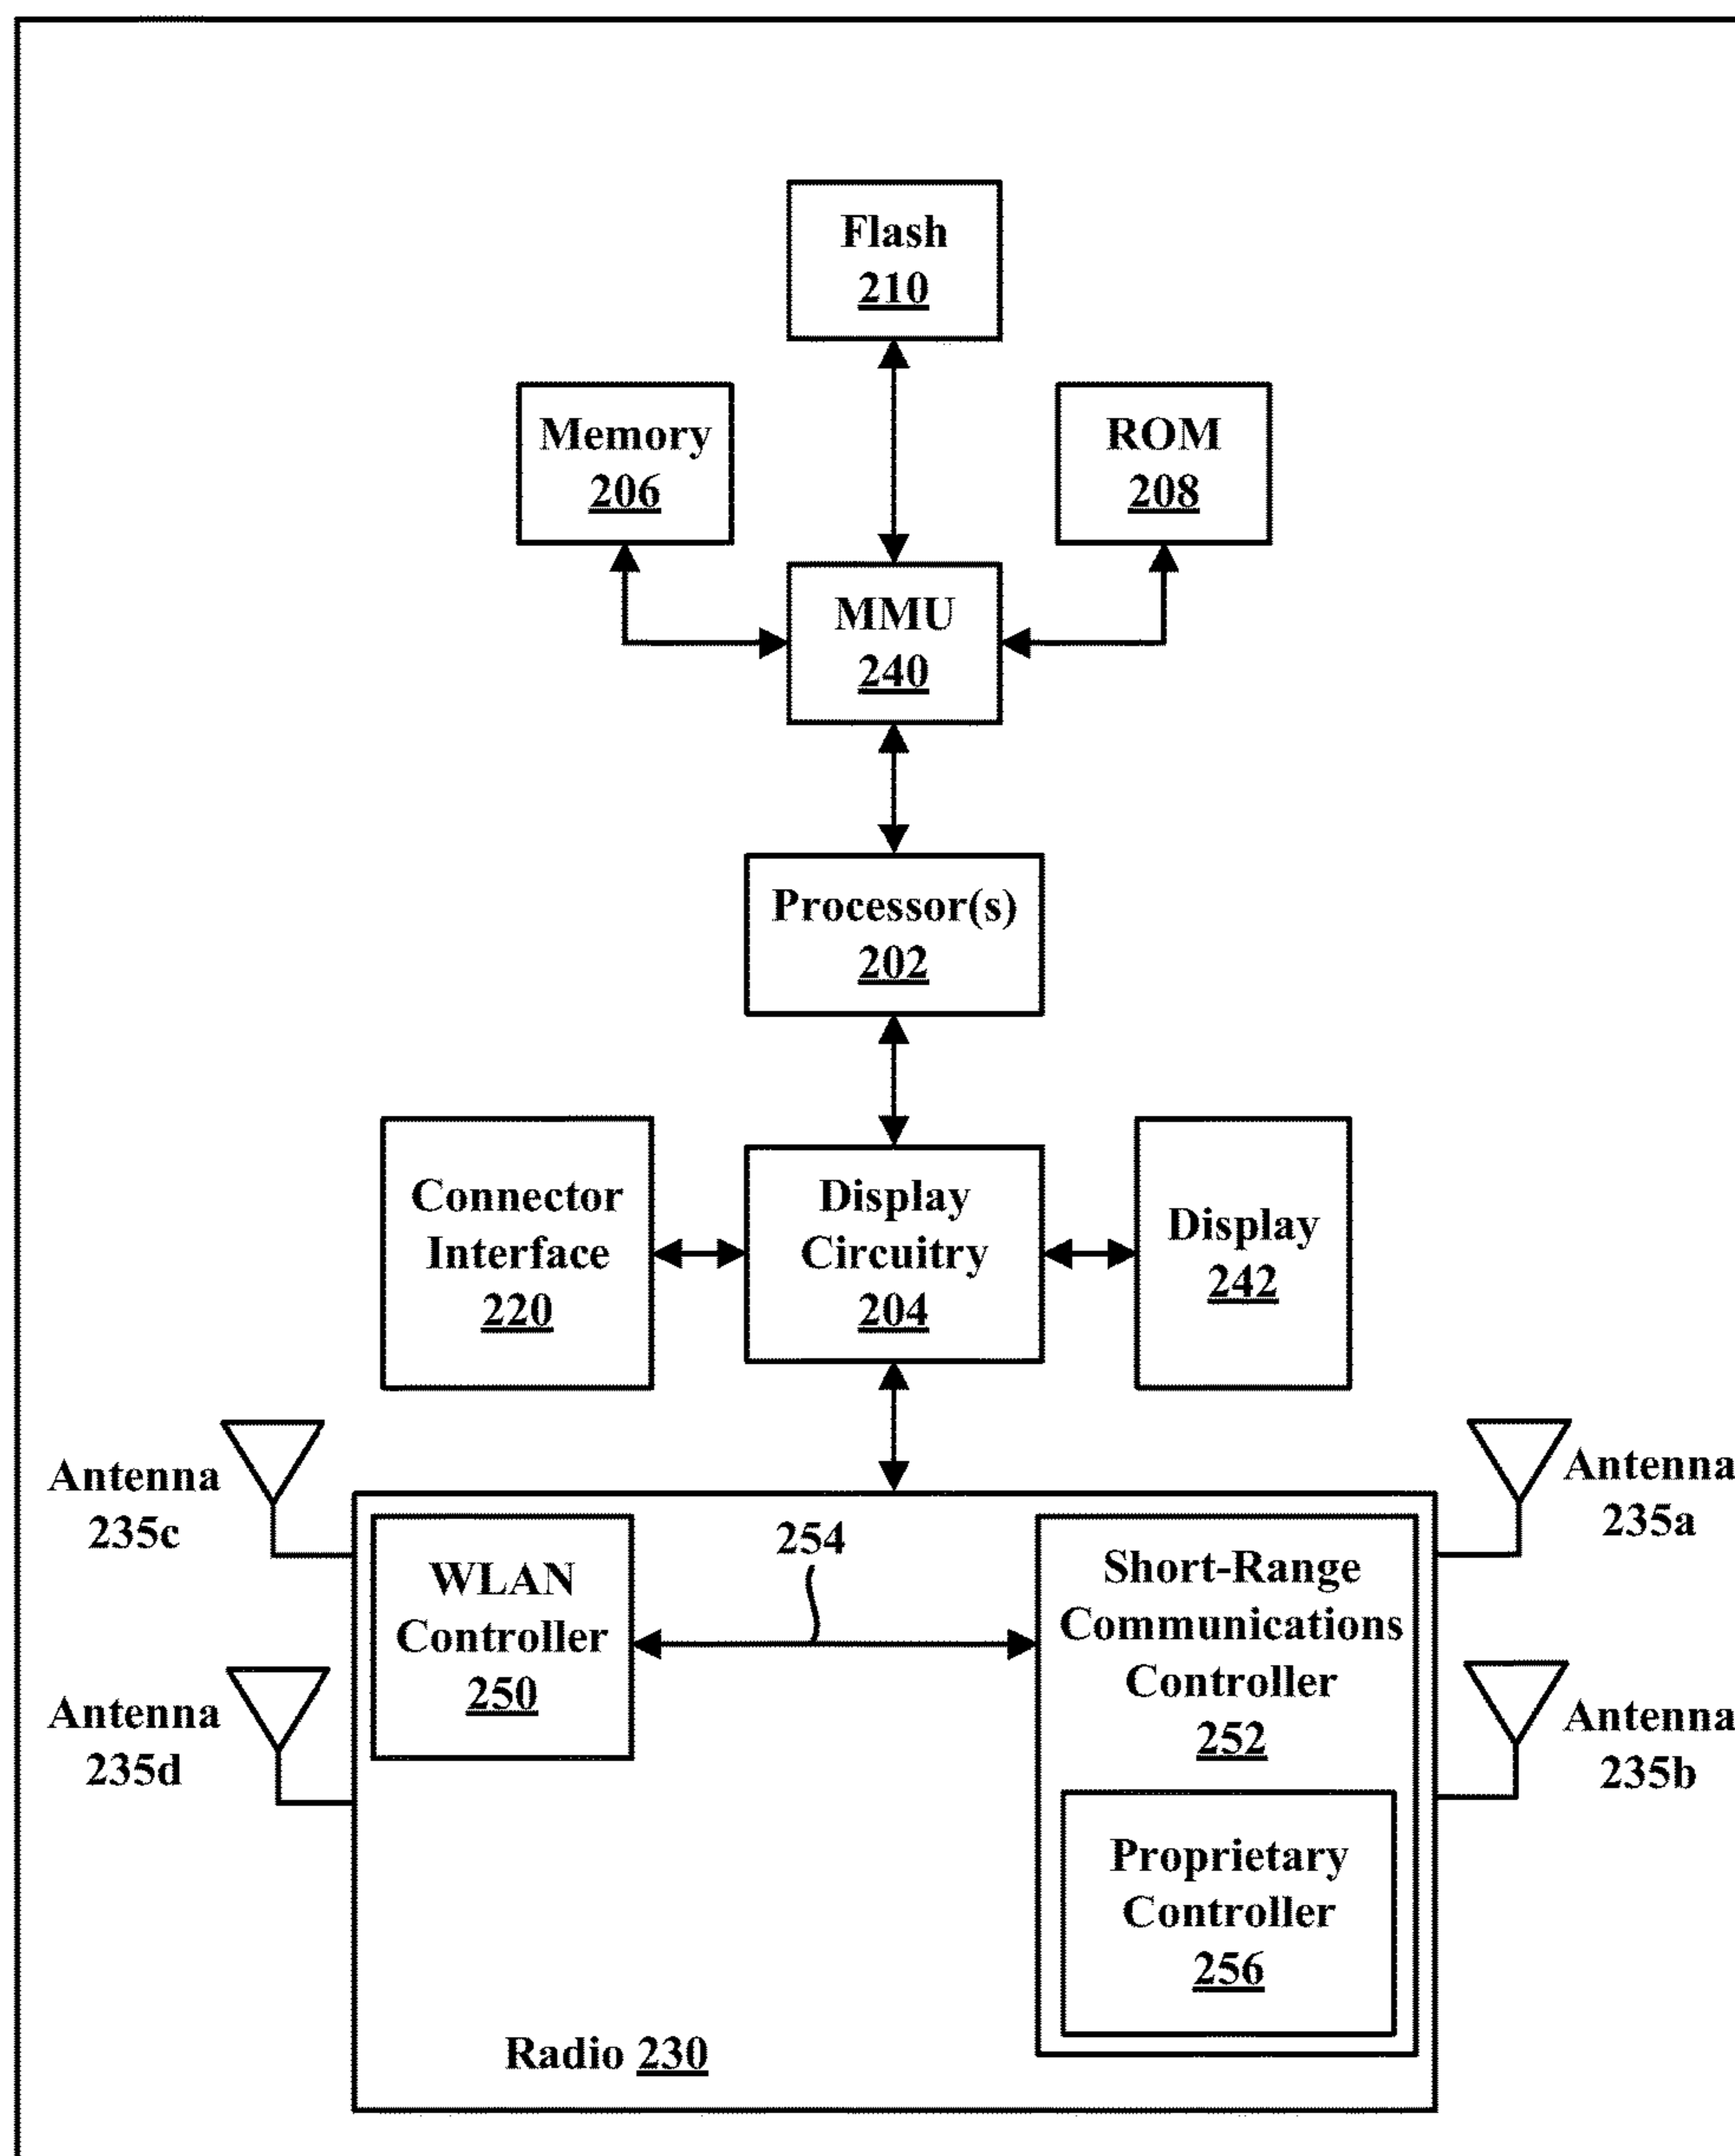 Flash
210
Memory
206
ROM
208
MMU
240
Processor(s)
202
Connector
Interface
220
Display
Circuitry
204
Display
242
Antenna
235c
Antenna
235a
WLAN
Controller
250
254
Short-Range
Communications
Controller
252
Antenna
235d
Antenna
235b
Proprietary
Controller
256
Radio 230